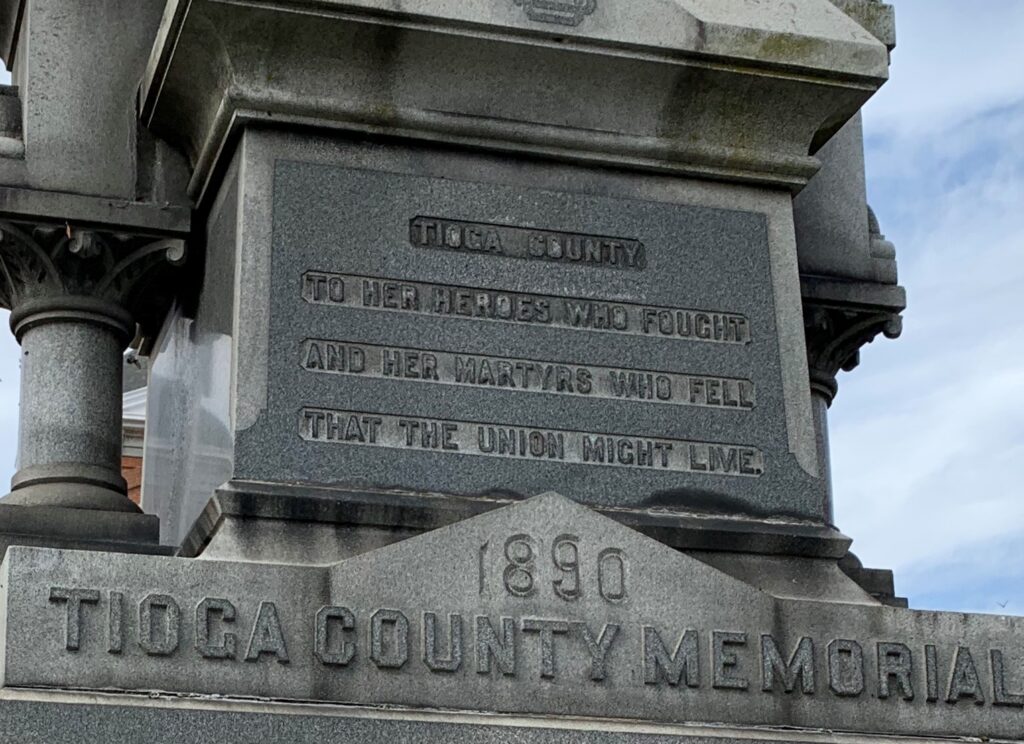 TIOGA COUNTY
TO HER HEROES WHO FOUGHT
AND HER MARTYRS WHO FELL
THAT THE UNION MIGHT LIVE.
1890
TIOGA COUNTY MEMORIAL